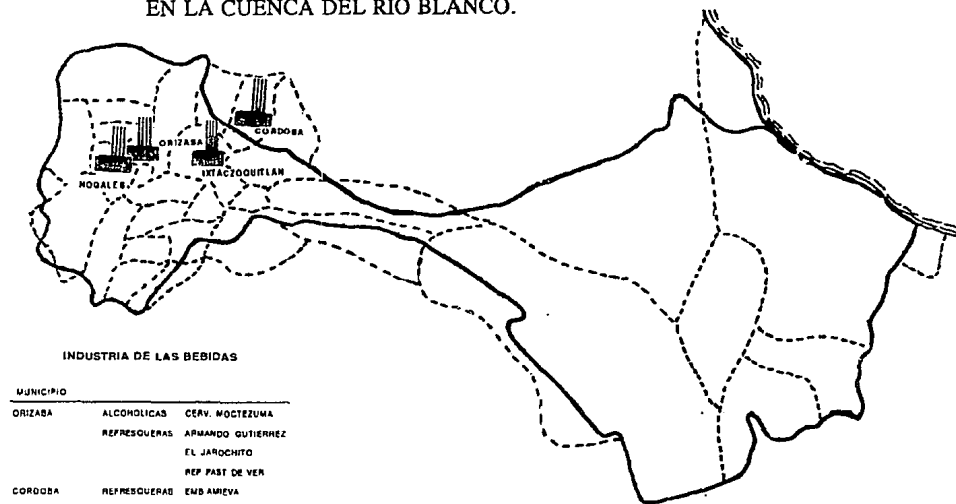 EN LA CUENCA DEL RIO BLANCO.
CORDOBA
ORIZABA
IXTACZOQUITLAN
NOGALES
INDUSTRIA DE LAS BEBIDAS
MUNICIPIO
ORIZABA ALCOHOLICAS CERV. MOCTEZUMA
REFRESQUERAS ARMANDO GUTIERREZ
EL JAROCHITO
REF PAST DE VER
CORDOBA REFRESQUERAS EMB AMIEVA